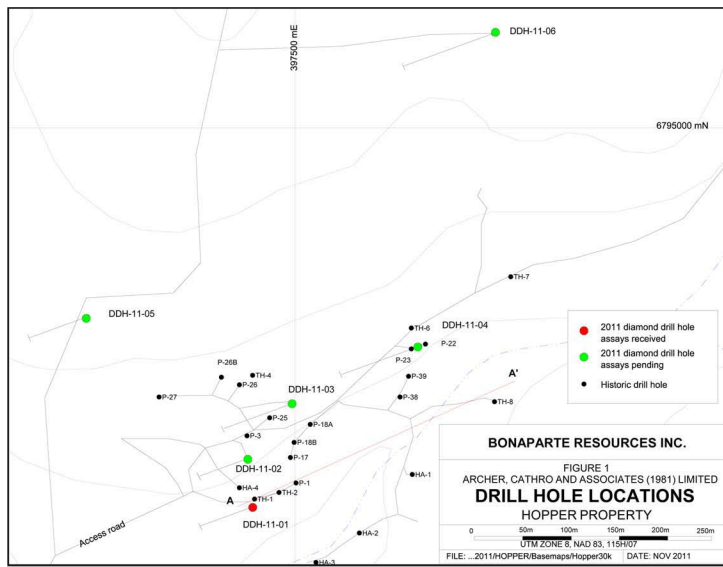 DDH-11-06
397500 mE
6795000 mN
TH-7
DDH-11-05
TH-6
DDH-11-04
P-22
P-23
P-26B
TH-4
P-26
P-39
P-27
DDH-11-03
P-38
A'
TH-8
P-25
P-18A
P-3
P-18B
P-17
DDH-11-02
HA-1
P-1
HA-4
A
TH-2
TH-1
DDH-11-01
Access road
HA-2
HA-3
2011 diamond drill hole
assays received
2011 diamond drill hole
assays pending
Historic drill hole
BONAPARTE RESOURCES INC.
FIGURE 1
ARCHER, CATHRO AND ASSOCIATES (1981) LIMITED
DRILL HOLE LOCATIONS
HOPPER PROPERTY
0 50m 100m 150m 200m 250m
UTM ZONE 8, NAD 83, 115H/07
FILE: ...2011/HOPPER/Basemaps/Hopper30k DATE: NOV 2011